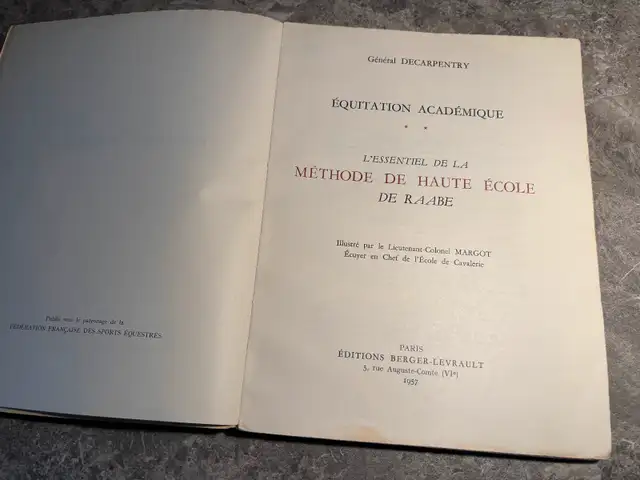 Publié sous le patronage de la
FÉDÉRATION FRANÇAISE DES SPORTS ÉQUESTRES
Général DECARPENTRY
ÉQUITATION ACADÉMIQUE
* *
L'ESSENTIEL DE LA
MÉTHODE DE HAUTE ÉCOLE
DE RAABE
Illustré par le Lieutenant-Colonel MARGOT
Écuyer en Chef de l'École de Cavalerie
PARIS
ÉDITIONS BERGER-LEVRAULT
5, rue Auguste-Comte (VIe)
1957